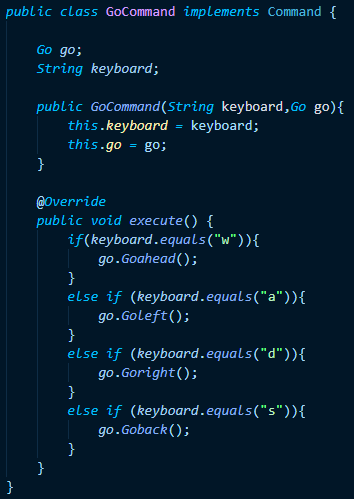 public class GoCommand implements Command {
Go go;
String keyboard;
public GoCommand(String keyboard,Go go){
this.keyboard = keyboard;
this.go = go;
}
@Override
public void execute() {
if(keyboard.equals("w")){
go.Goahead();
}
else if (keyboard.equals("a")){
go.Goleft();
}
else if (keyboard.equals("d")){
go.Goright();
}
else if (keyboard.equals("s")){
go.Goback();
}
}
}